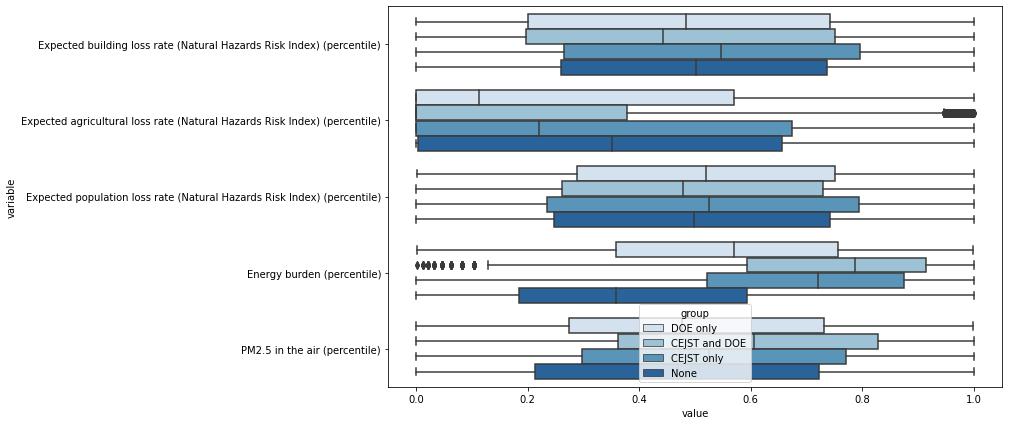 Expected building loss rate (Natural Hazards Risk Index) (percentile)
Expected agricultural loss rate (Natural Hazards Risk Index) (percentile)
variable
Expected population loss rate (Natural Hazards Risk Index) (percentile)
Energy burden (percentile)
PM2.5 in the air (percentile)
group
DOE only
CEJST and DOE
CEJST only
None
0.0 0.2 0.4 0.6 0.8 1.0
value